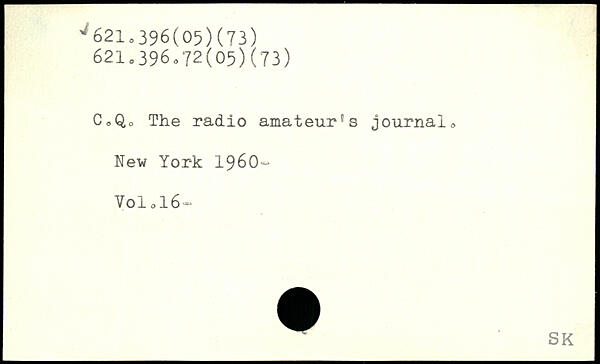 621.396(05)(73)
621.396.72(05)(73)
C.Q. The radio amateur's journal.
New York 1960-
Vol.16-
SK